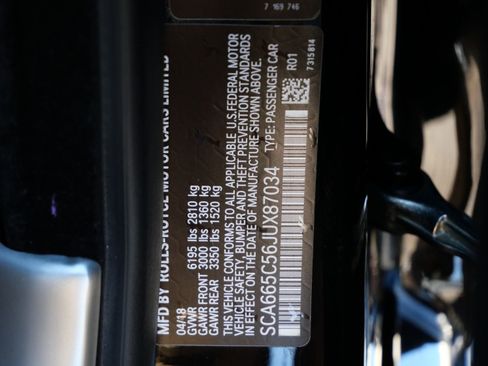 7 169 746
MFD BY ROLLS-ROYCE MOTOR CARS LIMITED
04/18
GVWR 6195 lbs 2810 kg
GAWR FRONT 3000 lbs 1360 kg
GAWR REAR 3350 lbs 1520 kg
THIS VEHICLE CONFORMS TO ALL APPLICABLE U.S.FEDERAL MOTOR
VEHICLE SAFETY, BUMPER AND THEFT PREVENTION STANDARDS
IN EFFECT ON THE DATE OF MANUFACTURE SHOWN ABOVE.
SCA665C56JUX87034 TYPE: PASSENGER CAR
R01
7315814